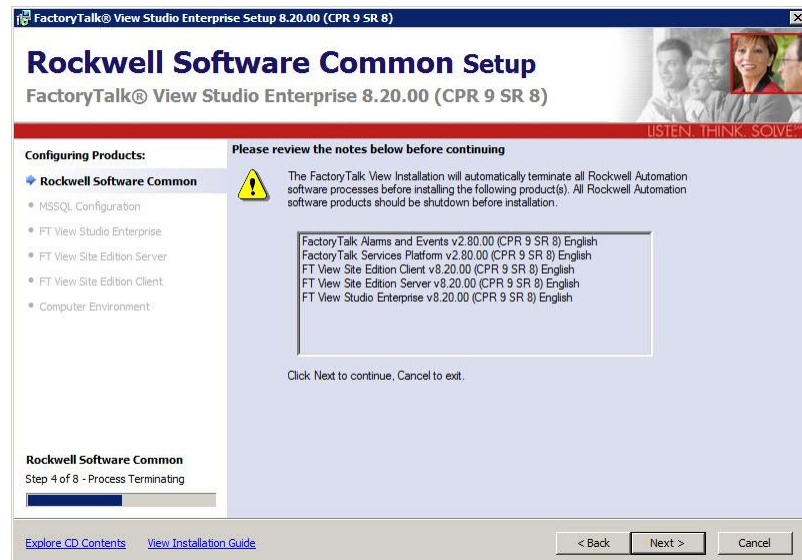 FactoryTalk® View Studio Enterprise Setup 8.20.00 (CPR 9 SR 8)
Rockwell Software Common Setup
FactoryTalk® View Studio Enterprise 8.20.00 (CPR 9 SR 8)
LISTEN. THINK. SOLVE.℠
Configuring Products:
Rockwell Software Common
MSSQL Configuration
FT View Studio Enterprise
FT View Site Edition Server
FT View Site Edition Client
Computer Environment
Rockwell Software Common
Step 4 of 8 - Process Terminating
Please review the notes below before continuing
The FactoryTalk View Installation will automatically terminate all Rockwell Automation
software processes before installing the following product(s). All Rockwell Automation
software products should be shutdown before installation.
FactoryTalk Alarms and Events v2.80.00 (CPR 9 SR 8) English
FactoryTalk Services Platform v2.80.00 (CPR 9 SR 8) English
FT View Site Edition Client v8.20.00 (CPR 9 SR 8) English
FT View Site Edition Server v8.20.00 (CPR 9 SR 8) English
FT View Studio Enterprise v8.20.00 (CPR 9 SR 8) English
Click Next to continue, Cancel to exit.
Explore CD Contents View Installation Guide
< Back Next > Cancel